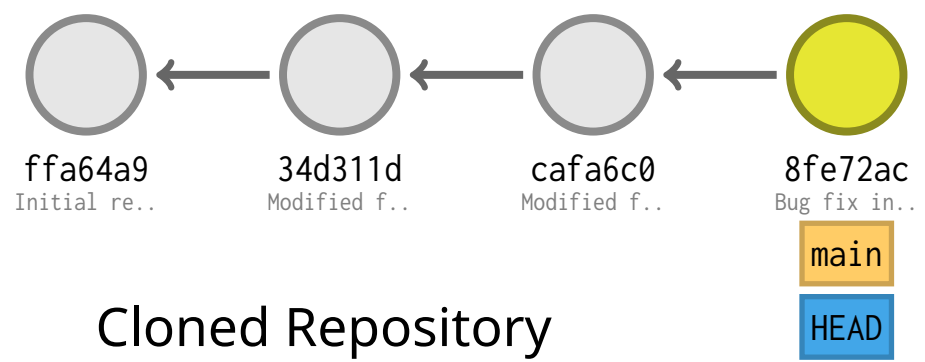 ffa64a9 34d311d cafa6c0 8fe72ac
Initial re.. Modified f.. Modified f.. Bug fix in..
main
HEAD
Cloned Repository